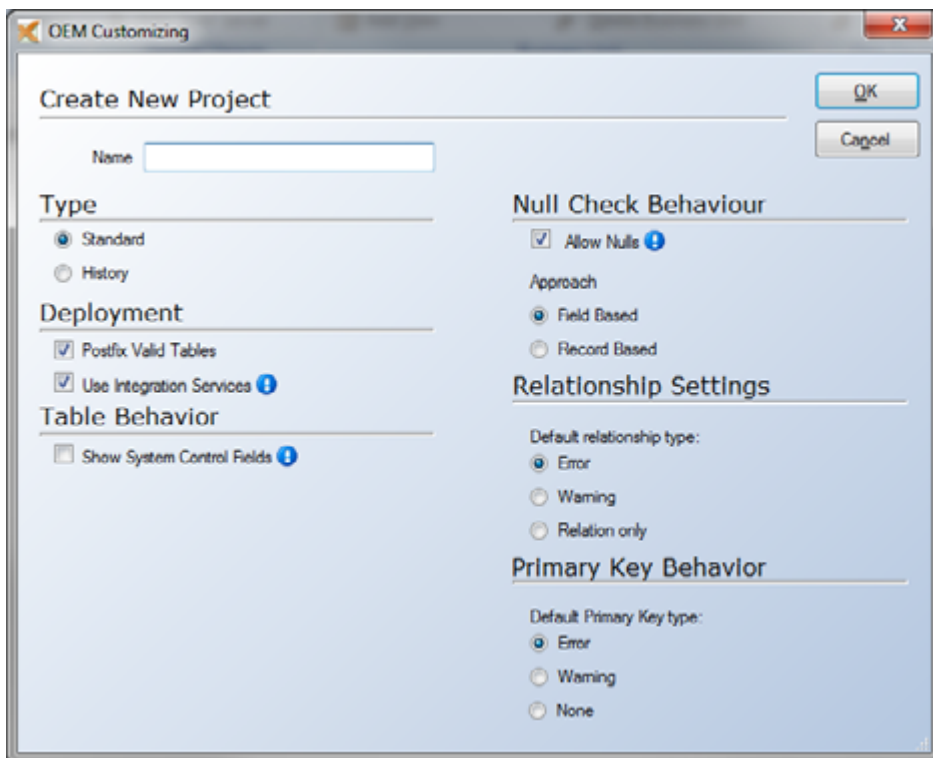 OEM Customizing
Create New Project
OK
Cancel
Name
Type
Standard
History
Deployment
Postfix Valid Tables
Use Integration Services
Table Behavior
Show System Control Fields
Null Check Behaviour
Allow Nulls
Approach
Field Based
Record Based
Relationship Settings
Default relationship type:
Error
Warning
Relation only
Primary Key Behavior
Default Primary Key type:
Error
Warning
None